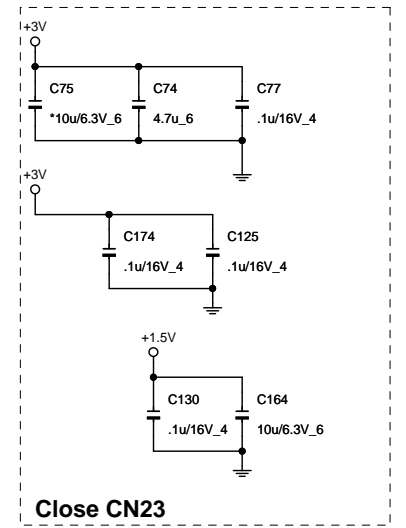 +3V
C75 C74 C77
*10u/6.3V_6 4.7u_6 .1u/16V_4
+3V
C174 C125
.1u/16V_4 .1u/16V_4
+1.5V
C130 C164
.1u/16V_4 10u/6.3V_6
Close CN23